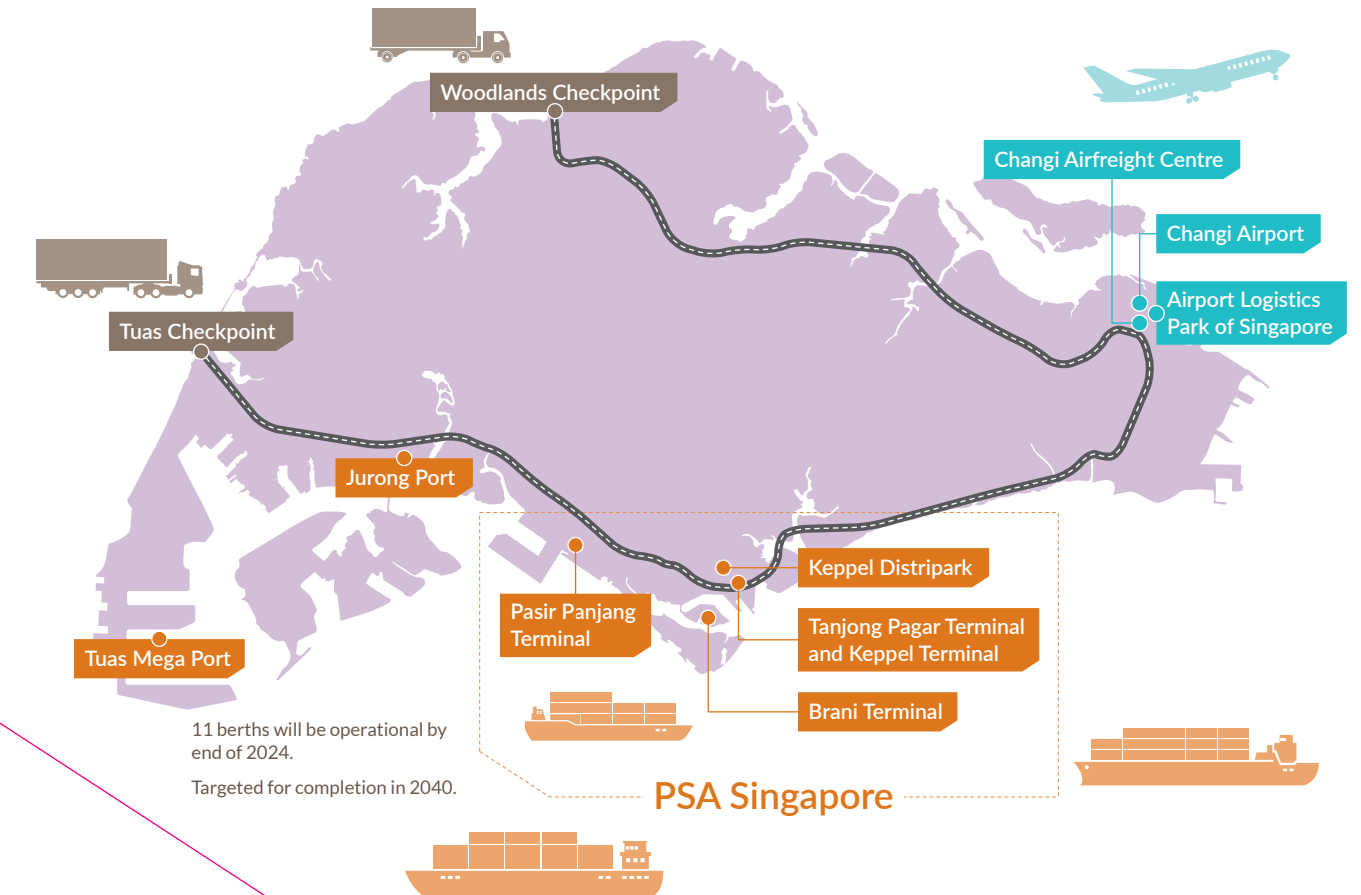 Woodlands Checkpoint
Changi Airfreight Centre
Changi Airport
Airport Logistics
Park of Singapore
Tuas Checkpoint
Jurong Port
Keppel Distripark
Pasir Panjang
Terminal
Tanjong Pagar Terminal
and Keppel Terminal
Tuas Mega Port
Brani Terminal
11 berths will be operational by
end of 2024.
Targeted for completion in 2040.
PSA Singapore